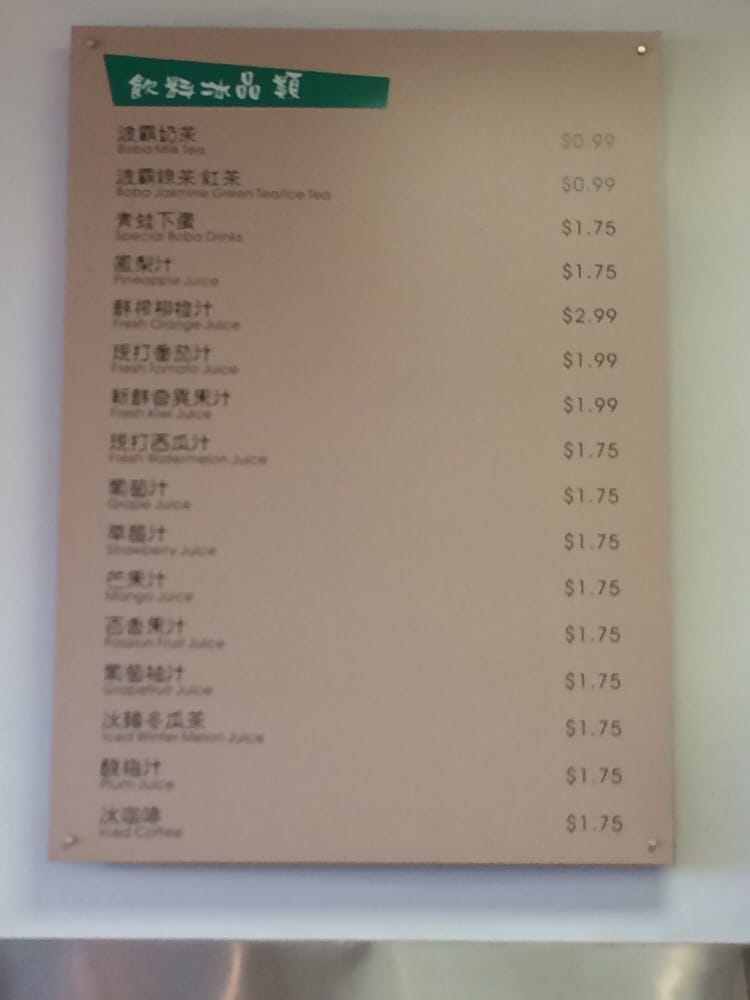 飲料冰品類
波霸奶茶 $0.99
Boba Milk Tea
波霸綠茶·紅茶 $0.99
Boba Jasmine Green Tea/Ice Tea
青蛙下蛋 $1.75
Special Boba Drinks
鳳梨汁 $1.75
Pineapple Juice
鮮榨柳橙汁 $2.99
Fresh Orange Juice
現打番茄汁 $1.99
Fresh Tomato Juice
新鮮奇異果汁 $1.99
Fresh Kiwi Juice
現打西瓜汁 $1.75
Fresh Watermelon Juice
葡萄汁 $1.75
Grape Juice
草莓汁 $1.75
Strawberry Juice
芒果汁 $1.75
Mango Juice
百香果汁 $1.75
Passion Fruit Juice
葡萄柚汁 $1.75
Grapefruit Juice
冰鎮冬瓜茶 $1.75
Iced Winter Melon Juice
酸梅汁 $1.75
Plum Juice
冰咖啡 $1.75
Iced Coffee